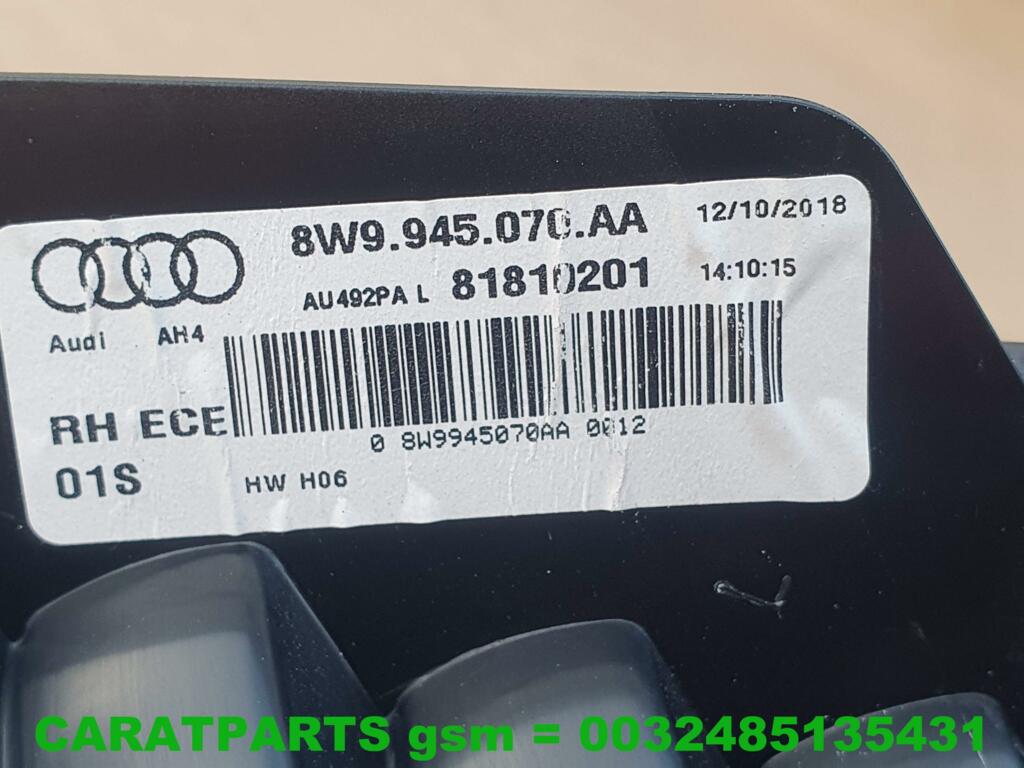 8W9.945.070.AA 12/10/2018
AU492PA L 81810201 14:10:15
Audi AH4
RH ECE
0 8W9945070AA 0012
01S
HW H06
CARATPARTS gsm = 0032485135431